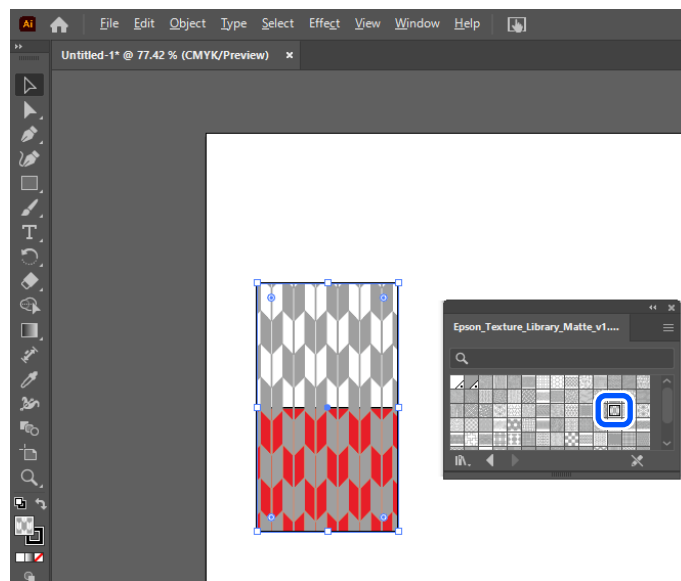 Ai File Edit Object Type Select Effect View Window Help
Untitled-1* @ 77.42 % (CMYK/Preview) ×
Epson_Texture_Library_Matte_v1....